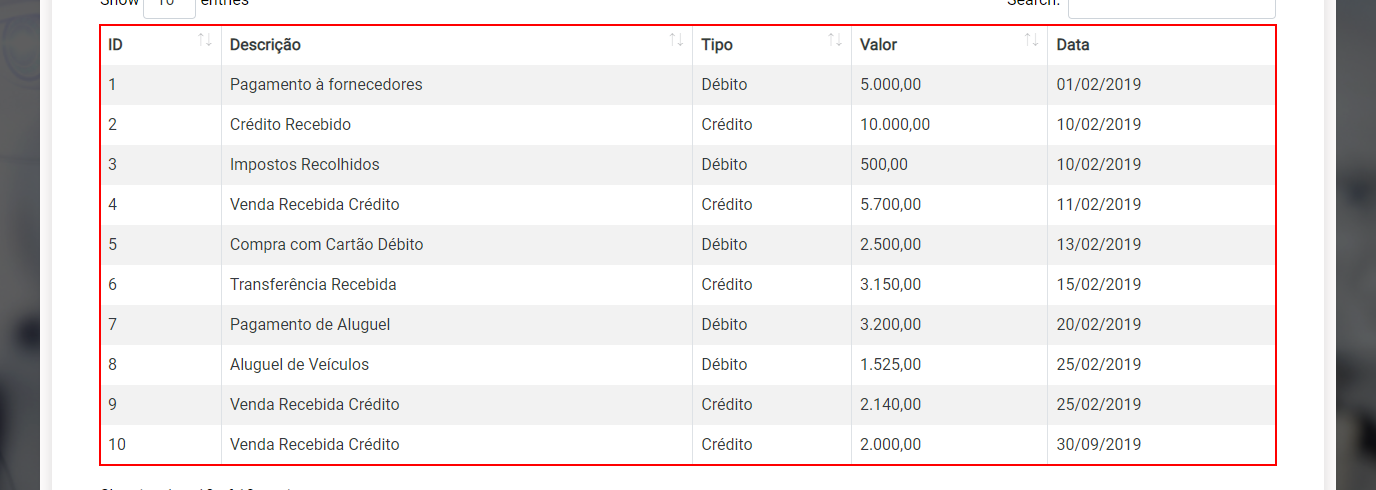 Show 10 entries Search:
ID Descrição Tipo Valor Data
1 Pagamento à fornecedores Débito 5.000,00 01/02/2019
2 Crédito Recebido Crédito 10.000,00 10/02/2019
3 Impostos Recolhidos Débito 500,00 10/02/2019
4 Venda Recebida Crédito Crédito 5.700,00 11/02/2019
5 Compra com Cartão Débito Débito 2.500,00 13/02/2019
6 Transferência Recebida Crédito 3.150,00 15/02/2019
7 Pagamento de Aluguel Débito 3.200,00 20/02/2019
8 Aluguel de Veículos Débito 1.525,00 25/02/2019
9 Venda Recebida Crédito Crédito 2.140,00 25/02/2019
10 Venda Recebida Crédito Crédito 2.000,00 30/09/2019